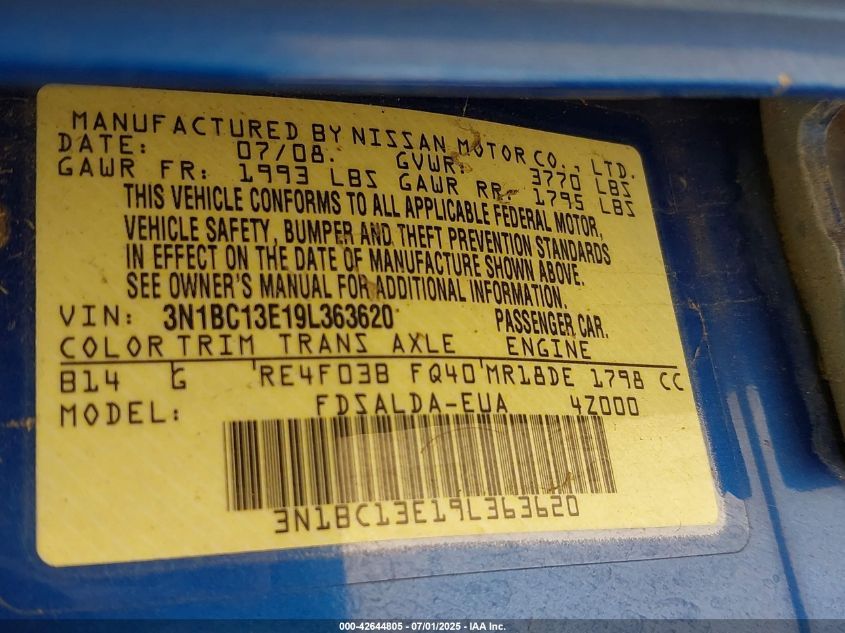 MANUFACTURED BY NISSAN MOTOR CO., LTD.
DATE: 07/08. GVWR: 3770 LBS
GAWR FR: 1993 LBS GAWR RR: 1795 LBS
THIS VEHICLE CONFORMS TO ALL APPLICABLE FEDERAL MOTOR,
VEHICLE SAFETY, BUMPER AND THEFT PREVENTION STANDARDS
IN EFFECT ON THE DATE OF MANUFACTURE SHOWN ABOVE.
SEE OWNER'S MANUAL FOR ADDITIONAL INFORMATION.
VIN: 3N1BC13E19L363620 PASSENGER CAR.
COLOR TRIM TRANS AXLE ENGINE
B14 G RE4F03B FQ40 MR18DE 1798 CC
MODEL: FDSALDA-EUA 4Z000
3N1BC13E19L363620
000-42644805 - 07/01/2025 - IAA Inc.